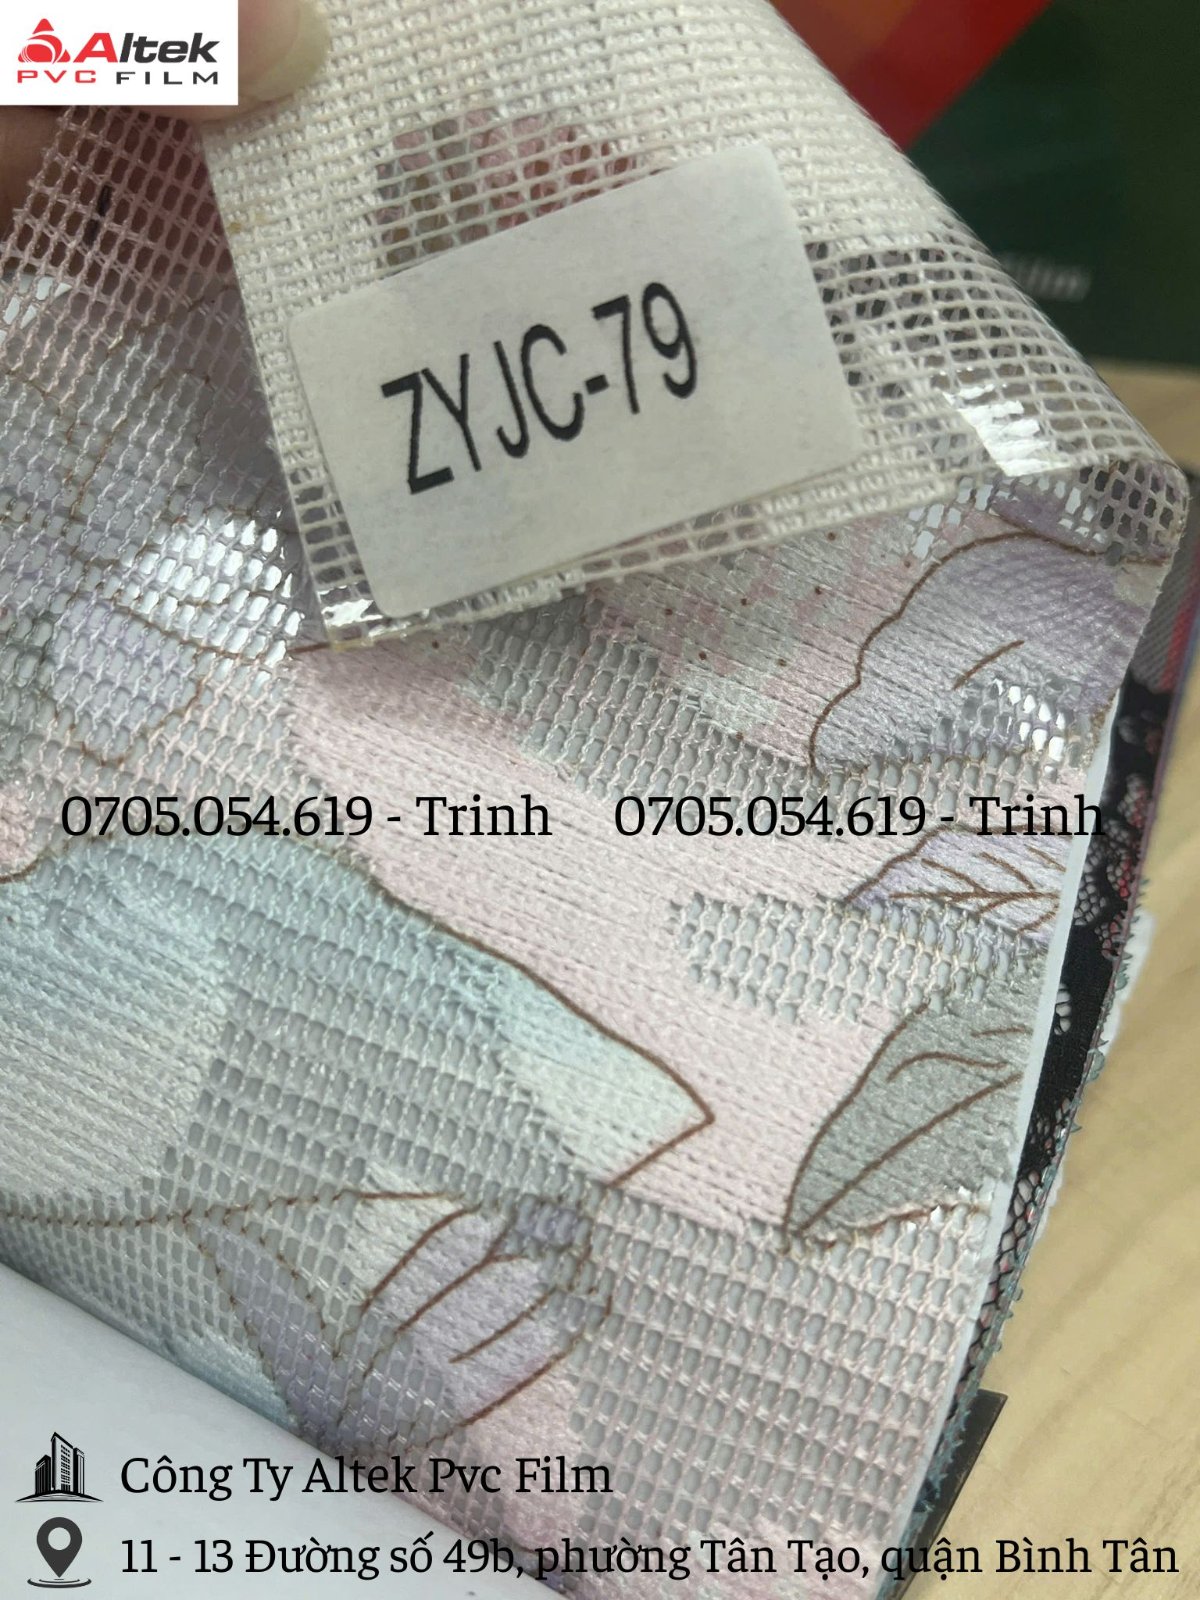 Altek
PVC FILM
ZYJC-79
0705.054.619 - Trinh 0705.054.619 - Trinh
Công Ty Altek Pvc Film
11 - 13 Đường số 49b, phường Tân Tạo, quận Bình Tân